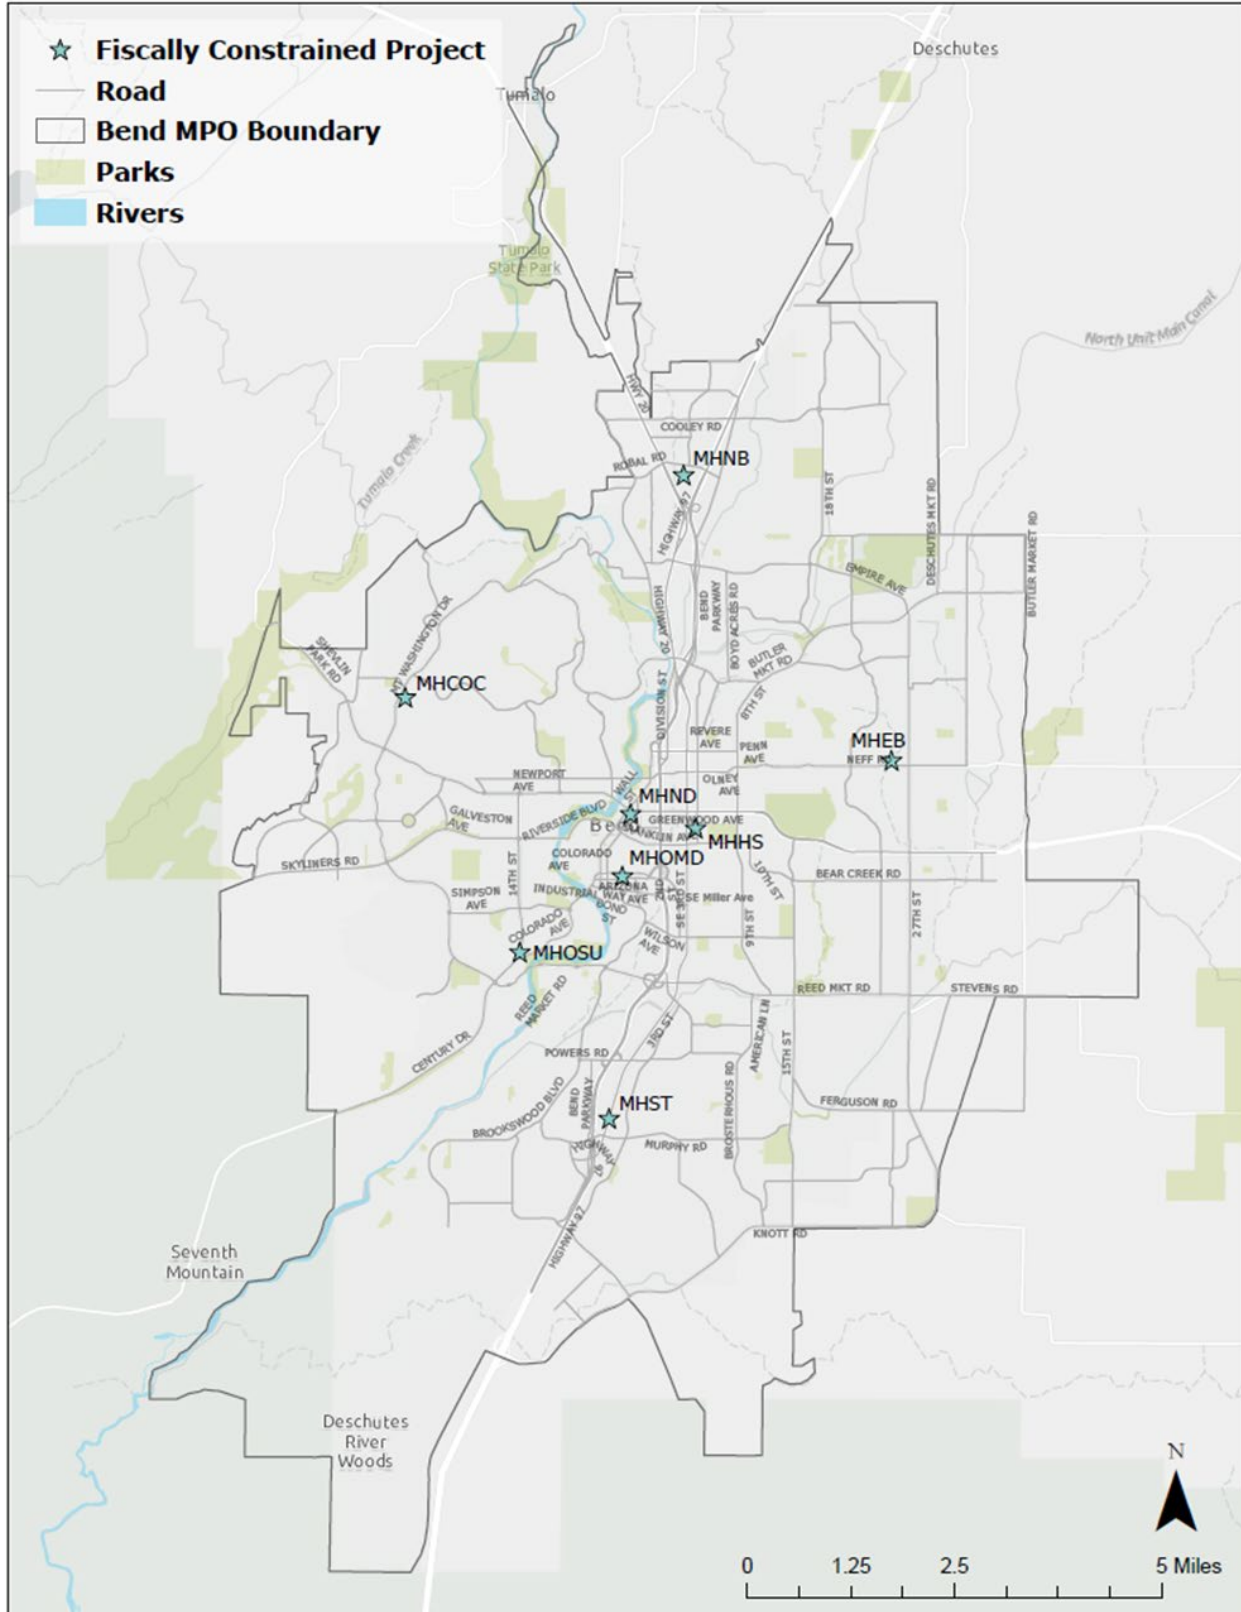 Fiscally Constrained Project
Road
Bend MPO Boundary
Parks
Rivers
Deschutes
Tumalo
Tumalo
State Park
North Unit Main Canal
HWY 20
COOLEY RD
ROBAL RD
MHNB
Tumalo Creek
18TH ST
DESCHUTES MKT RD
BUTLER MARKET RD
HIGHWAY 97
EMPIRE AVE
HIGHWAY 20
BEND
PARKWAY
BOYD ACRES RD
MT WASHINGTON DR
SHEVLIN
PARK RD
BUTLER
MKT RD
MHCOC
8TH ST
DIVISION ST
REVERE
AVE
PENN
AVE
MHEB
NEFF
NEWPORT
AVE
WALL
ST
OLNEY
AVE
MHND
GALVESTON
AVE
RIVERSIDE BLVD
GREENWOOD AVE
FRANKLIN AVE
MHHS
COLORADO
AVE
MHOMD
SKYLINERS RD
14TH ST
10TH ST
BEAR CREEK RD
SIMPSON
AVE
INDUSTRIAL
WAY
ARIZONA
AVE
BOND
ST
2ND
ST
SE 3RD ST
SE Miller Ave
27TH ST
COLORADO
AVE
WILSON
AVE
9TH ST
MHOSU
REED
MARKET RD
REED MKT RD
STEVENS RD
CENTURY DR
POWERS RD
3RD ST
AMERICAN LN
15TH ST
BROOKSWOOD BLVD
BEND
PARKWAY
MHST
BROSTERHOUS RD
FERGUSON RD
HIGHWAY
97
MURPHY RD
HIGHWAY 97
KNOTT RD
Seventh
Mountain
Deschutes
River
Woods
N
0 1.25 2.5 5 Miles